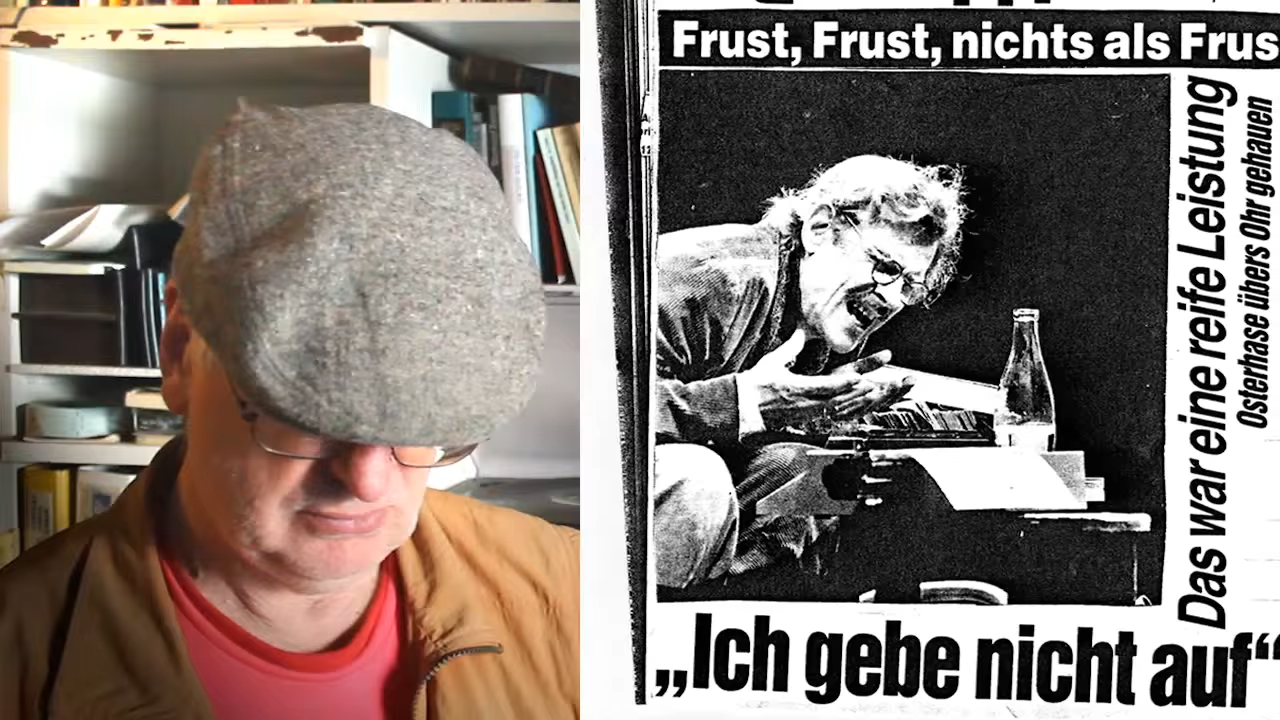 Frust, Frust, nichts als Frus
Das war eine reife Leistung
Osterhase übers Ohr gehauen
„Ich gebe nicht auf“